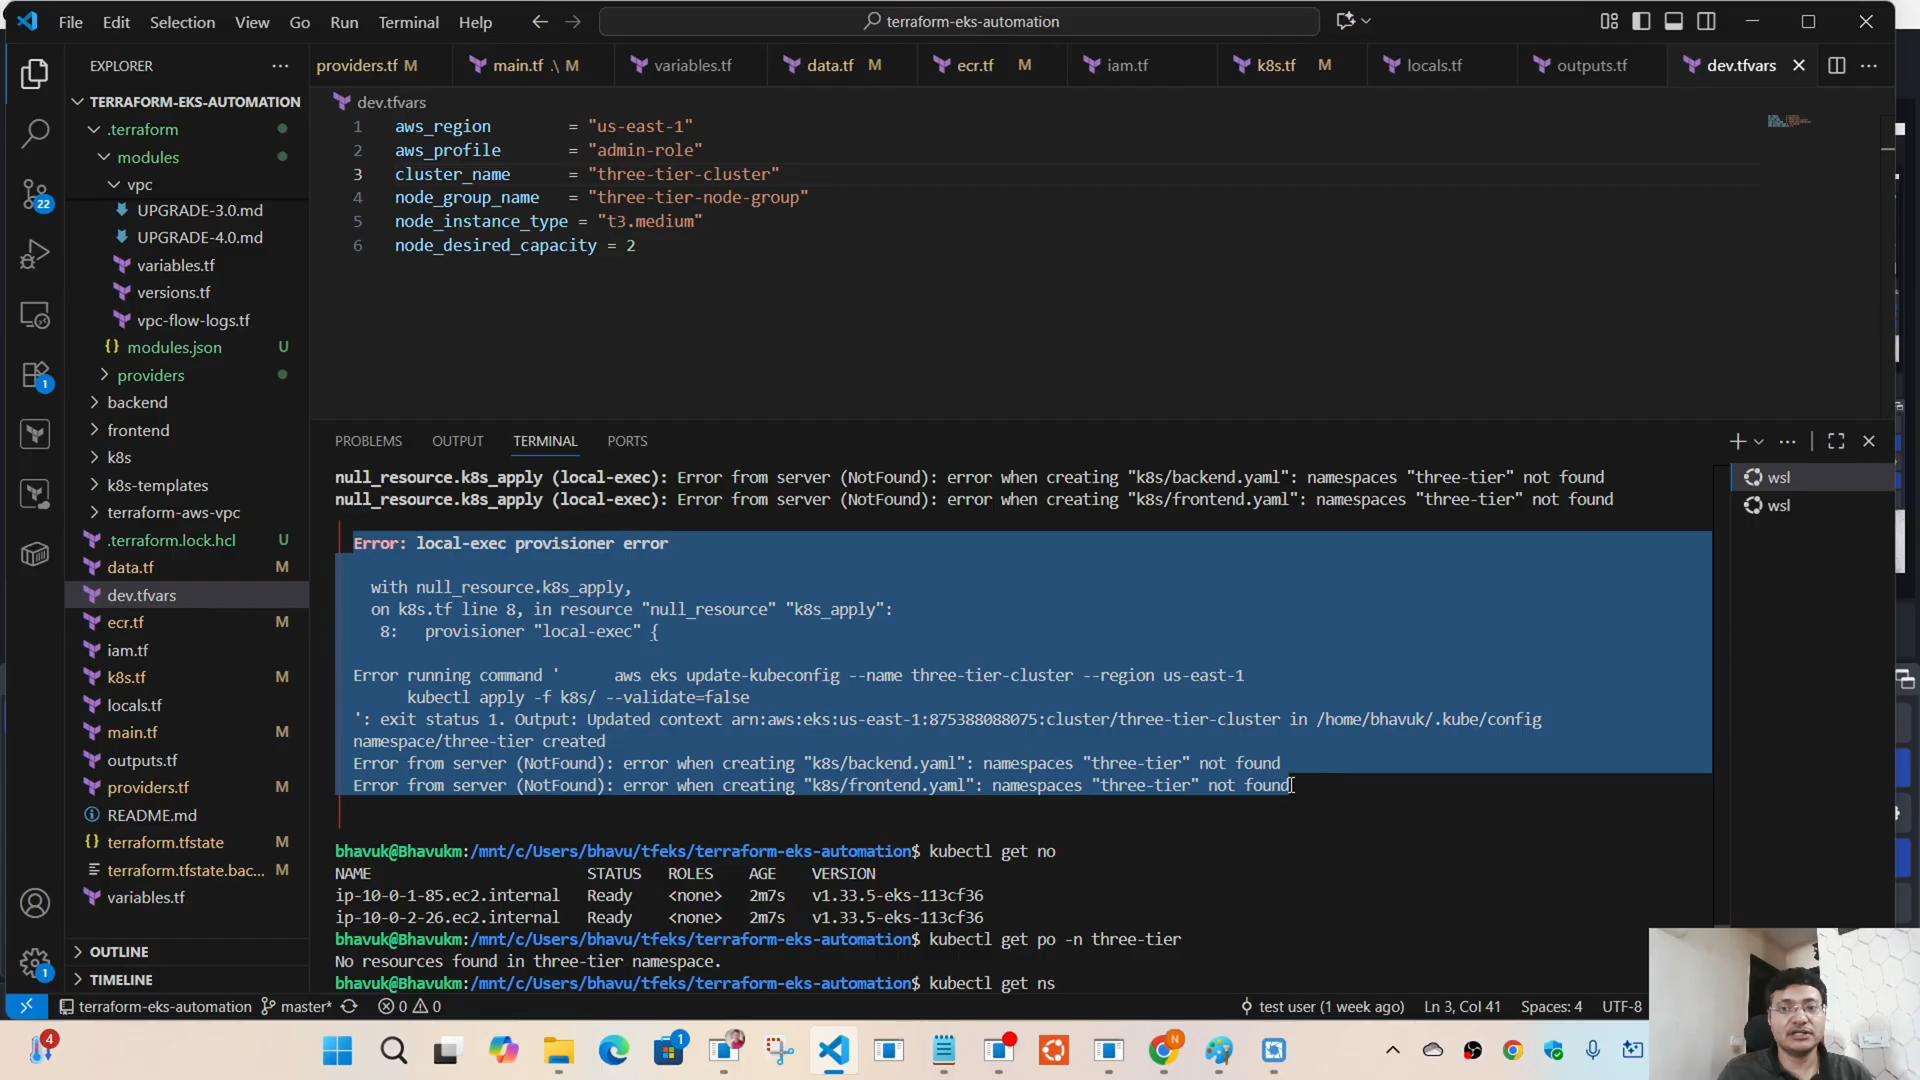 File Edit Selection View Go Run Terminal Help
terraform-eks-automation
EXPLORER
providers.tf M
main.tf .\ M
variables.tf
data.tf M
ecr.tf M
iam.tf
k8s.tf M
locals.tf
outputs.tf
dev.tfvars
TERRAFORM-EKS-AUTOMATION
.terraform
modules
vpc
UPGRADE-3.0.md
UPGRADE-4.0.md
variables.tf
versions.tf
vpc-flow-logs.tf
modules.json U
providers
backend
frontend
k8s
k8s-templates
terraform-aws-vpc
.terraform.lock.hcl U
data.tf M
dev.tfvars
ecr.tf M
iam.tf
k8s.tf M
locals.tf
main.tf M
outputs.tf
providers.tf M
README.md
terraform.tfstate M
terraform.tfstate.bac... M
variables.tf
OUTLINE
TIMELINE
22
1
1
dev.tfvars
1 aws_region = "us-east-1"
2 aws_profile = "admin-role"
3 cluster_name = "three-tier-cluster"
4 node_group_name = "three-tier-node-group"
5 node_instance_type = "t3.medium"
6 node_desired_capacity = 2
PROBLEMS OUTPUT TERMINAL PORTS
wsl
wsl
null_resource.k8s_apply (local-exec): Error from server (NotFound): error when creating "k8s/backend.yaml": namespaces "three-tier" not found
null_resource.k8s_apply (local-exec): Error from server (NotFound): error when creating "k8s/frontend.yaml": namespaces "three-tier" not found
Error: local-exec provisioner error
with null_resource.k8s_apply,
on k8s.tf line 8, in resource "null_resource" "k8s_apply":
8: provisioner "local-exec" {
Error running command ' aws eks update-kubeconfig --name three-tier-cluster --region us-east-1
kubectl apply -f k8s/ --validate=false
': exit status 1. Output: Updated context arn:aws:eks:us-east-1:875388088075:cluster/three-tier-cluster in /home/bhavuk/.kube/config
namespace/three-tier created
Error from server (NotFound): error when creating "k8s/backend.yaml": namespaces "three-tier" not found
Error from server (NotFound): error when creating "k8s/frontend.yaml": namespaces "three-tier" not found
bhavuk@Bhavukm:/mnt/c/Users/bhavu/tfeks/terraform-eks-automation$ kubectl get no
NAME STATUS ROLES AGE VERSION
ip-10-0-1-85.ec2.internal Ready <none> 2m7s v1.33.5-eks-113cf36
ip-10-0-2-26.ec2.internal Ready <none> 2m7s v1.33.5-eks-113cf36
bhavuk@Bhavukm:/mnt/c/Users/bhavu/tfeks/terraform-eks-automation$ kubectl get po -n three-tier
No resources found in three-tier namespace.
bhavuk@Bhavukm:/mnt/c/Users/bhavu/tfeks/terraform-eks-automation$ kubectl get ns
terraform-eks-automation master* 0 0
test user (1 week ago) Ln 3, Col 41 Spaces: 4 UTF-8
4
1
N